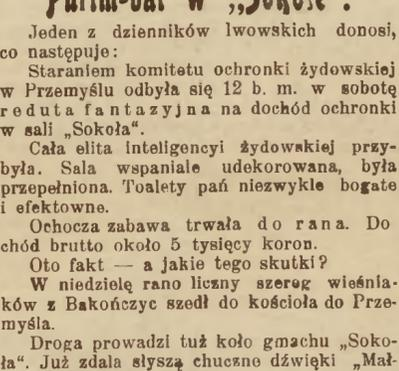 Purim-bal w „Sokole".
Jeden z dzienników lwowskich donosi,
co następuje:
Staraniem komitetu ochronki żydowskiej
w Przemyślu odbyła się 12 b. m. w sobotę
reduta fantazyjna na dochód ochronki
w sali „Sokoła".
Cała elita inteligencyi żydowskiej przy-
była. Sala wspaniale udekorowana, była
przepełniona. Toalety pań niezwykle bogate
i efektowne.
Ochocza zabawa trwała do rana. Do
chód brutto około 5 tysięcy koron.
Oto fakt — a jakie tego skutki?
W niedzielę rano liczny szereg wieśnia-
ków z Bakończyc szedł do kościoła do Prze-
myśla.
Droga prowadzi tuż koło gmachu „Soko-
ła". Już zdala słyszą chuczne dźwięki „Mał-